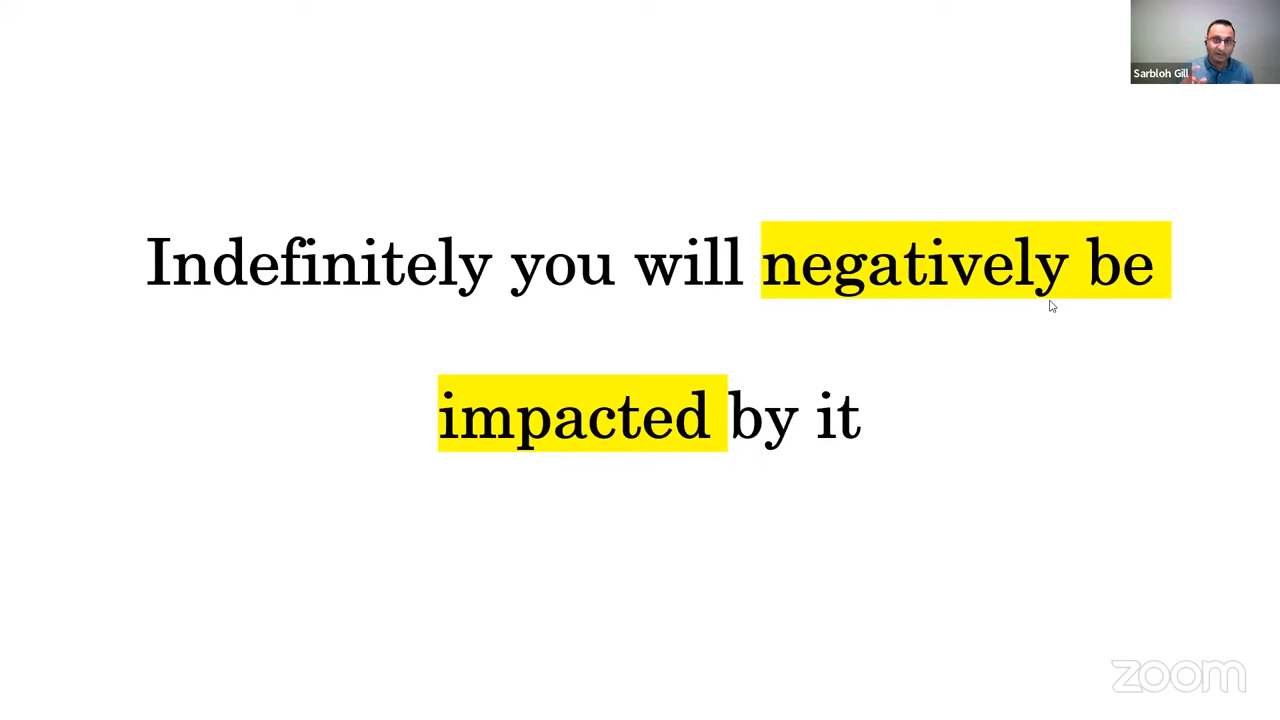 Sarbloh Gill
Indefinitely you will negatively be
impacted by it
zoom